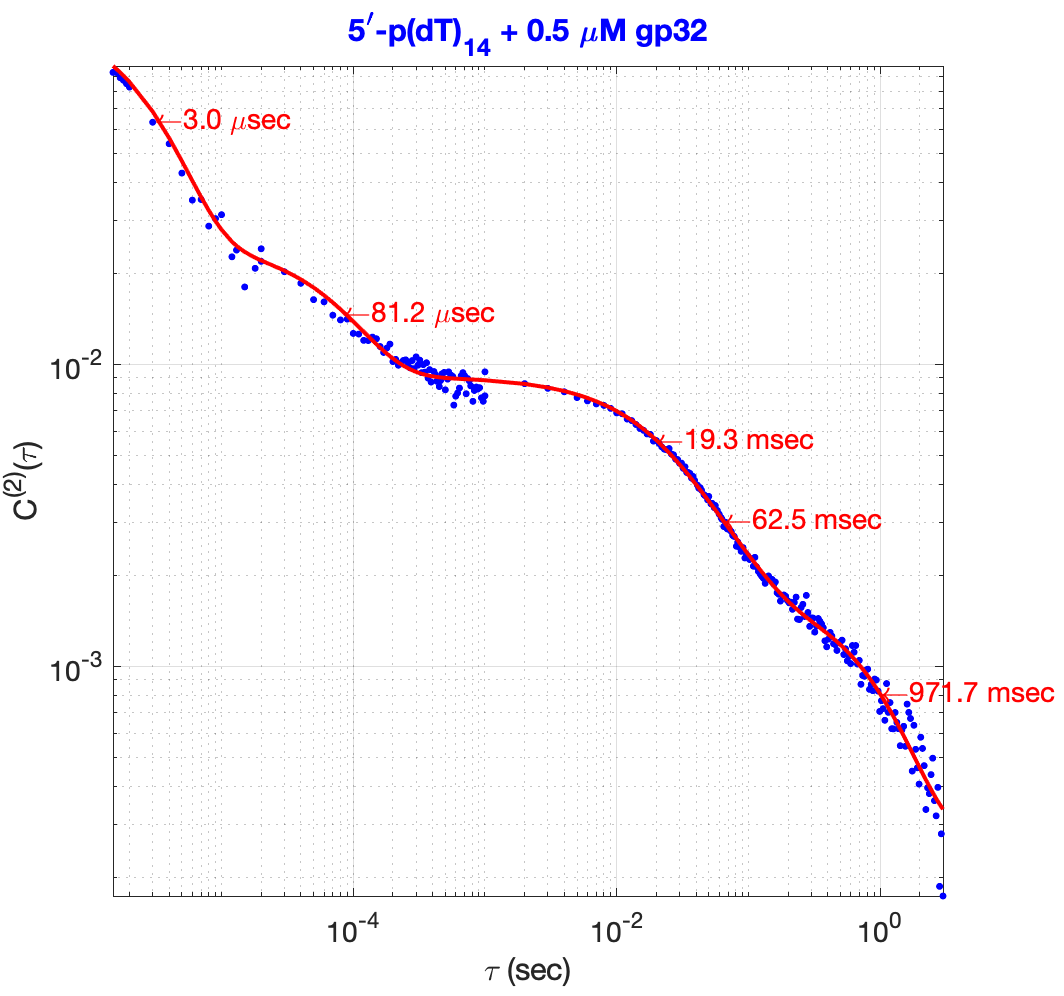 5′-p(dT)₁₄ + 0.5 μM gp32
3.0 μsec
81.2 μsec
19.3 msec
62.5 msec
971.7 msec
10⁻²
10⁻³
C⁽²⁾(τ)
10⁻⁴ 10⁻² 10⁰
τ (sec)